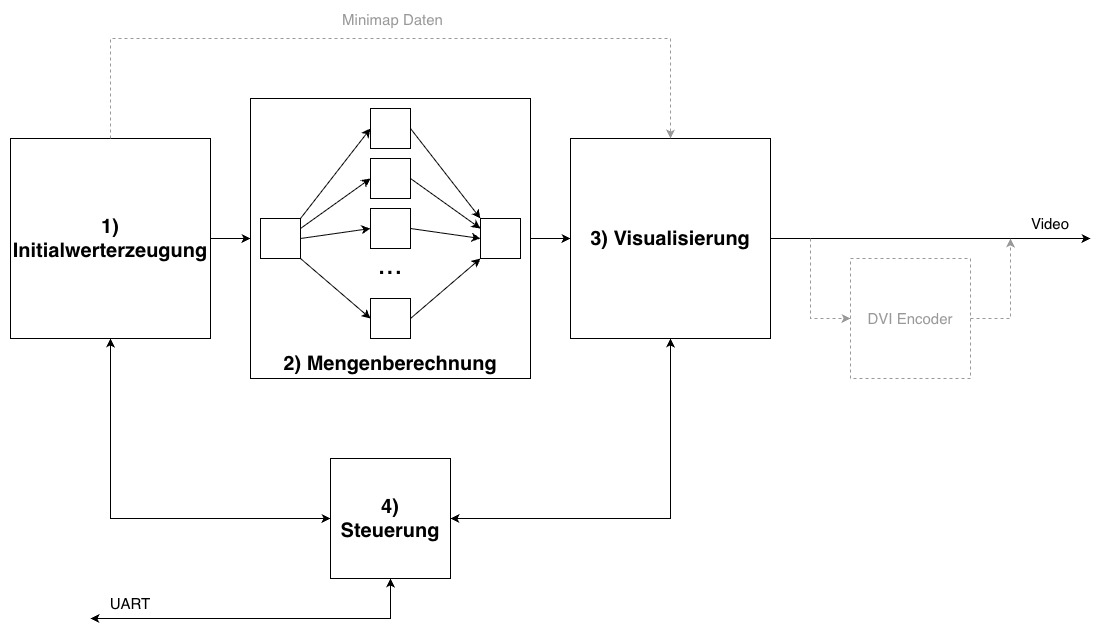 Minimap Daten
1)
Initialwerterzeugung
...
2) Mengenberechnung
3) Visualisierung
Video
DVI Encoder
4)
Steuerung
UART